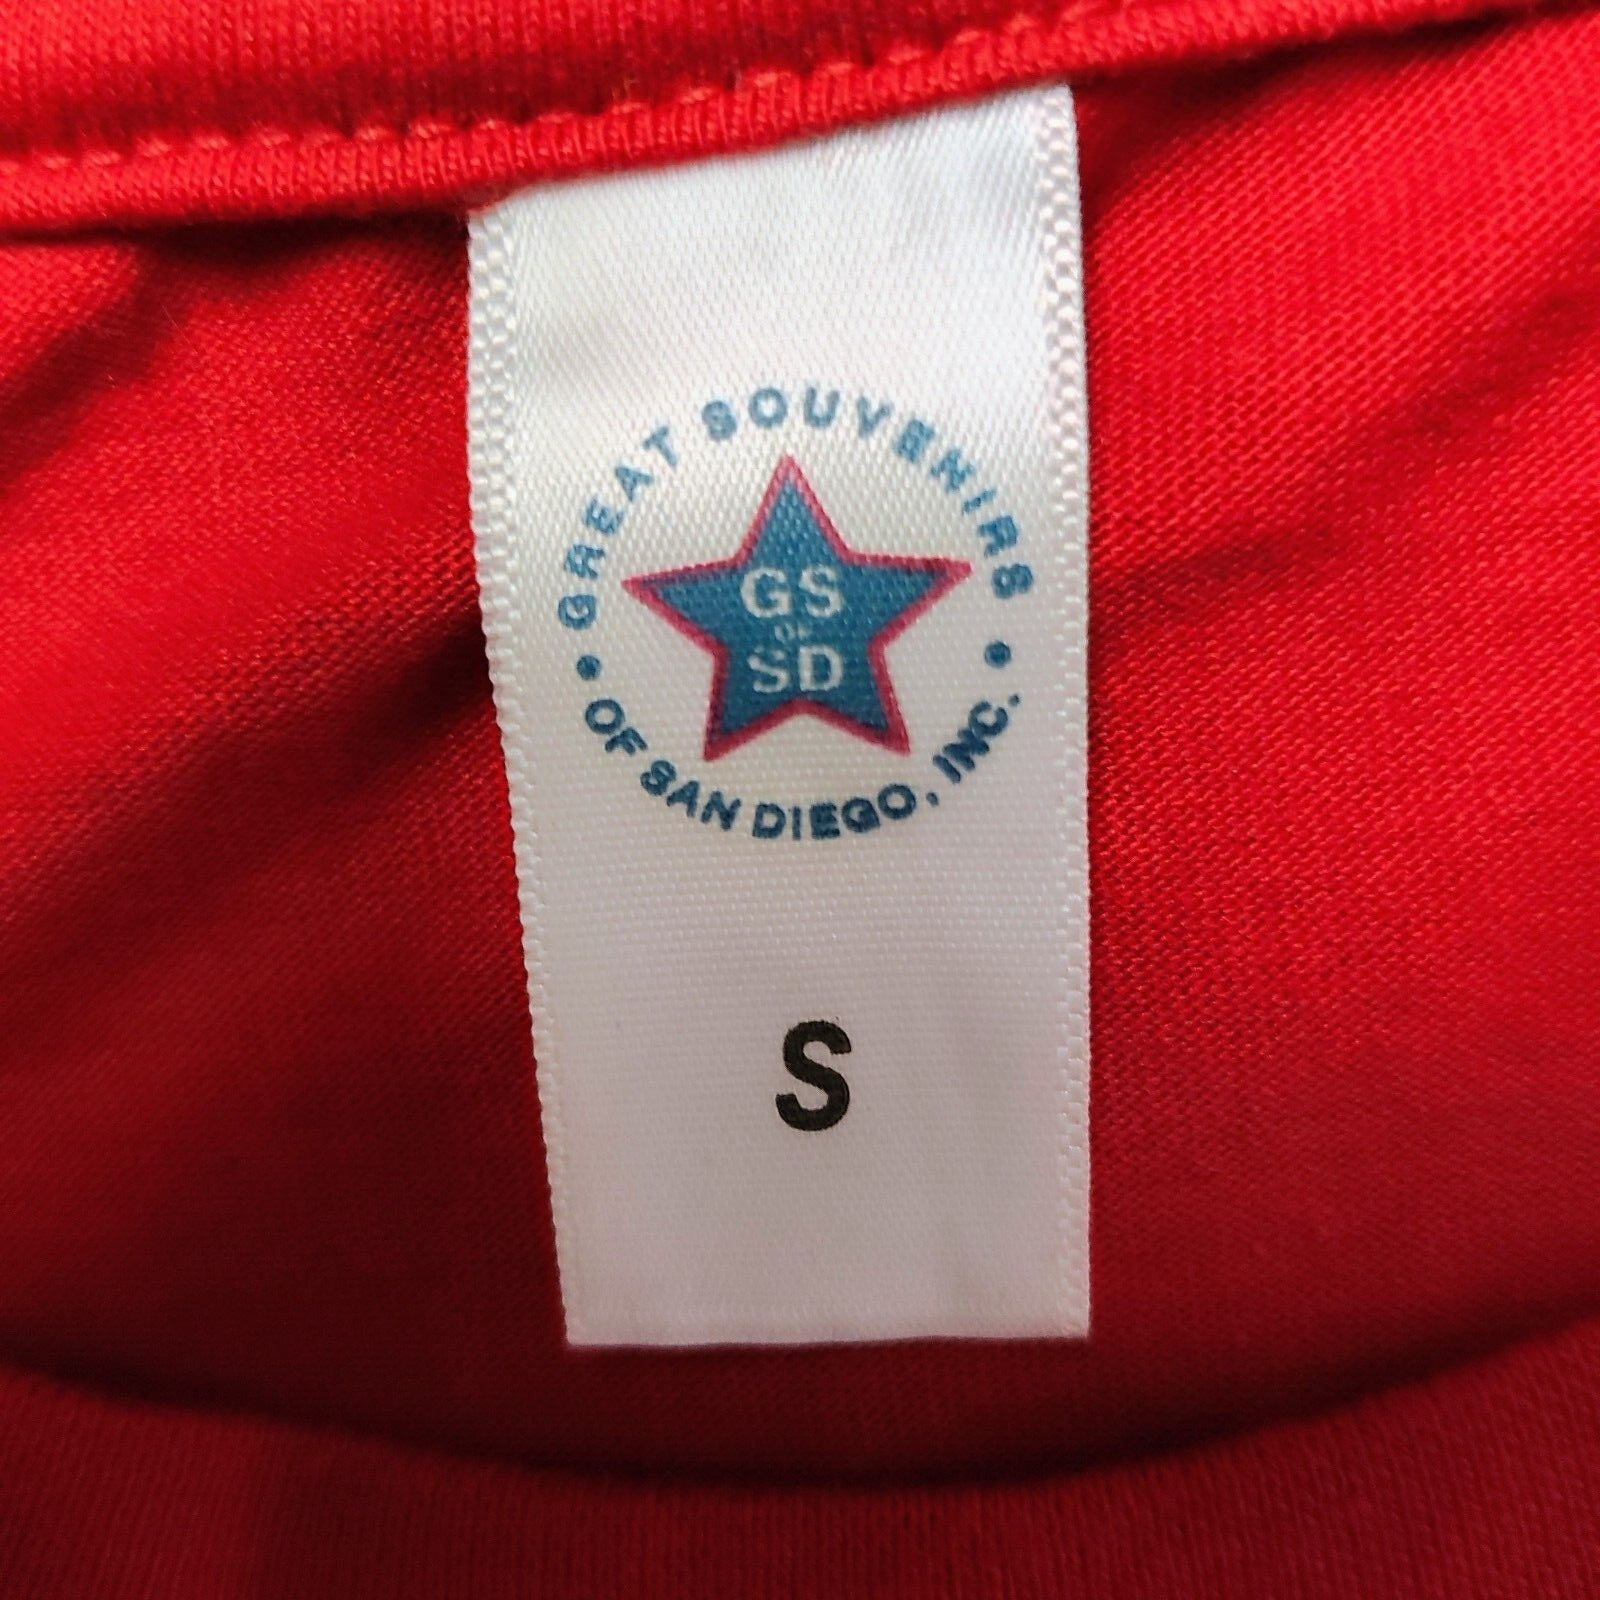 GREAT SOUVENIRS
GS
OF
SD
• OF SAN DIEGO, INC. •
S